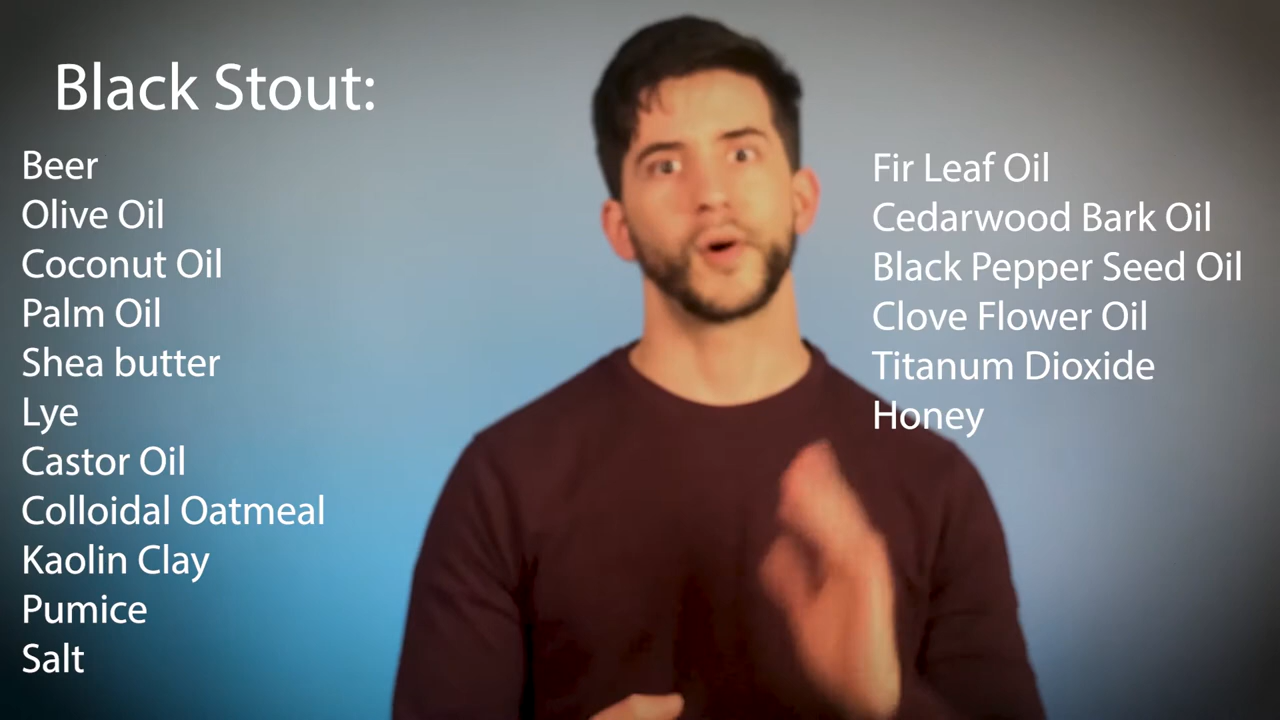 Black Stout:
Beer
Olive Oil
Coconut Oil
Palm Oil
Shea butter
Lye
Castor Oil
Colloidal Oatmeal
Kaolin Clay
Pumice
Salt
Fir Leaf Oil
Cedarwood Bark Oil
Black Pepper Seed Oil
Clove Flower Oil
Titanum Dioxide
Honey